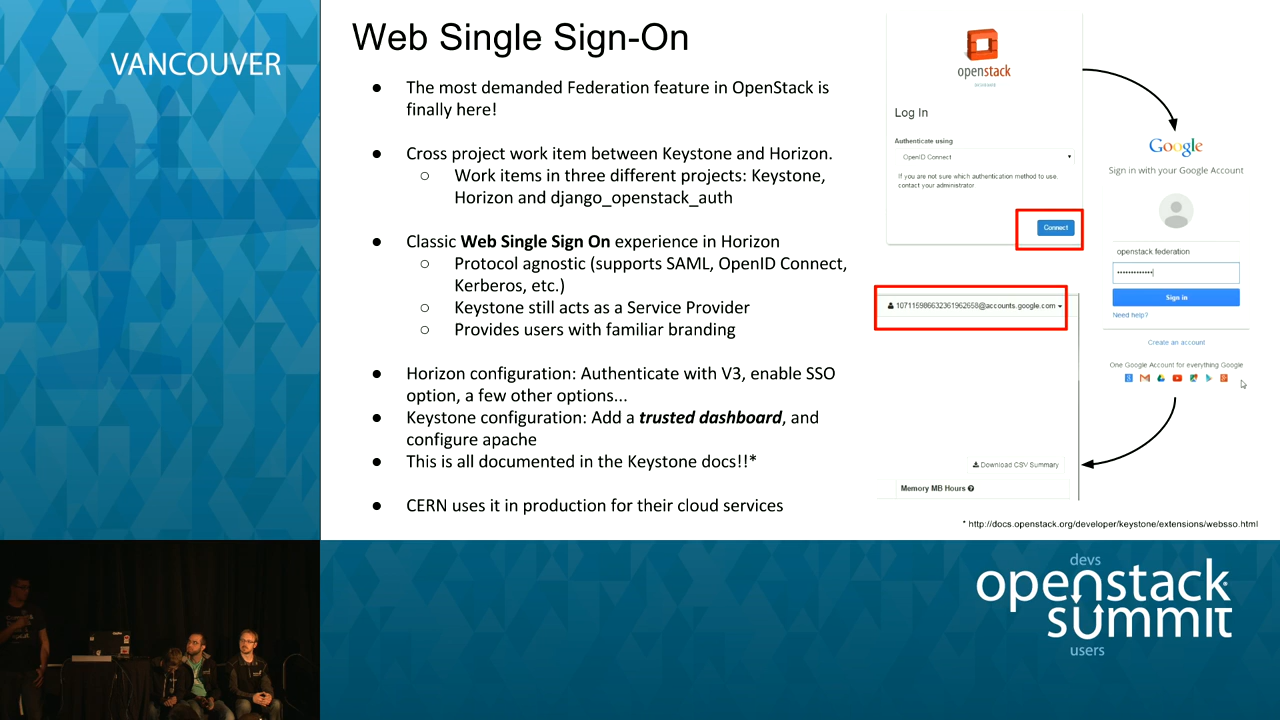 VANCOUVER
Web Single Sign-On
● The most demanded Federation feature in OpenStack is
finally here!
● Cross project work item between Keystone and Horizon.
○ Work items in three different projects: Keystone,
Horizon and django_openstack_auth
● Classic Web Single Sign On experience in Horizon
○ Protocol agnostic (supports SAML, OpenID Connect,
Kerberos, etc.)
○ Keystone still acts as a Service Provider
○ Provides users with familiar branding
● Horizon configuration: Authenticate with V3, enable SSO
option, a few other options...
● Keystone configuration: Add a trusted dashboard, and
configure apache
● This is all documented in the Keystone docs!!*
● CERN uses it in production for their cloud services
openstack
Log In
Authenticate using
OpenID Connect
If you are not sure which authentication method to use,
contact your administrator.
Connect
Google
Sign in with your Google Account
openstack federation
Sign in
Need help?
Create an account
One Google Account for everything Google
107115986632361962658@accounts.google.com
Download CSV Summary
Memory MB Hours
* http://docs.openstack.org/developer/keystone/extensions/websso.html
devs
openstack
summit
users